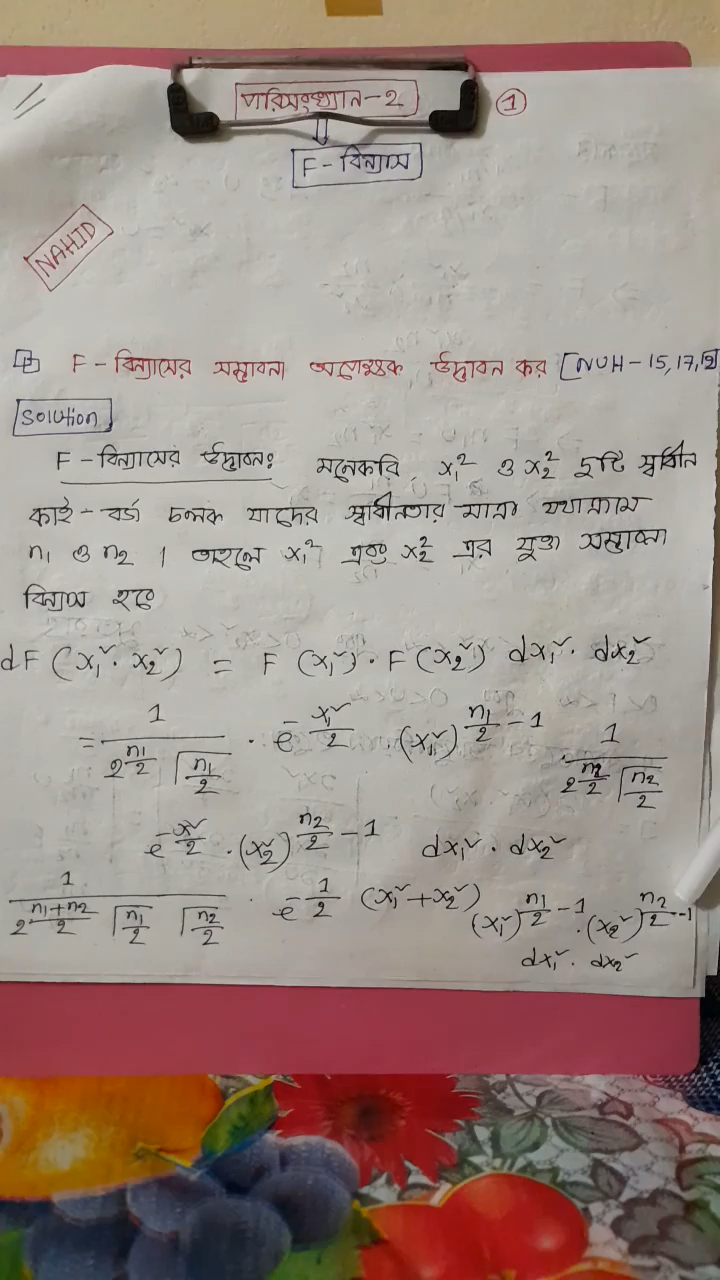 পরিসংখ্যান-2 ①
⇓
F-বিন্যাস
NAHID
F-বিন্যাসের সম্ভাবনা অপেক্ষক উদ্ভাবন কর [NUH-15,17,19]
Solution
F-বিন্যাসের উদ্ভাবনঃ মনেকরি, x₁² ও x₂² দুটি স্বাধীন
কাই-বর্গ চলক যাদের স্বাধীনতার মাত্রা যথাক্রমে
n₁ ও n₂ । তাহলে x₁² এবং x₂² এর যুক্ত সম্ভাবনা
বিন্যাস হবে
dF(x₁²·x₂²) = F(x₁²)·F(x₂²) dx₁²·dx₂²
= 1/(2^(n₁/2) Γ(n₁/2)) · e^(-x₁²/2) · (x₁²)^(n₁/2 - 1) · 1/(2^(n₂/2) Γ(n₂/2))
e^(-x²/2) · (x₂²)^(n₂/2 - 1) dx₁²·dx₂²
1/(2^((n₁+n₂)/2) Γ(n₁/2) Γ(n₂/2)) · e^(-1/2 (x₁²+x₂²)) (x₁²)^(n₁/2 - 1) · (x₂²)^(n₂/2 - 1)
dx₁²·dx₂²